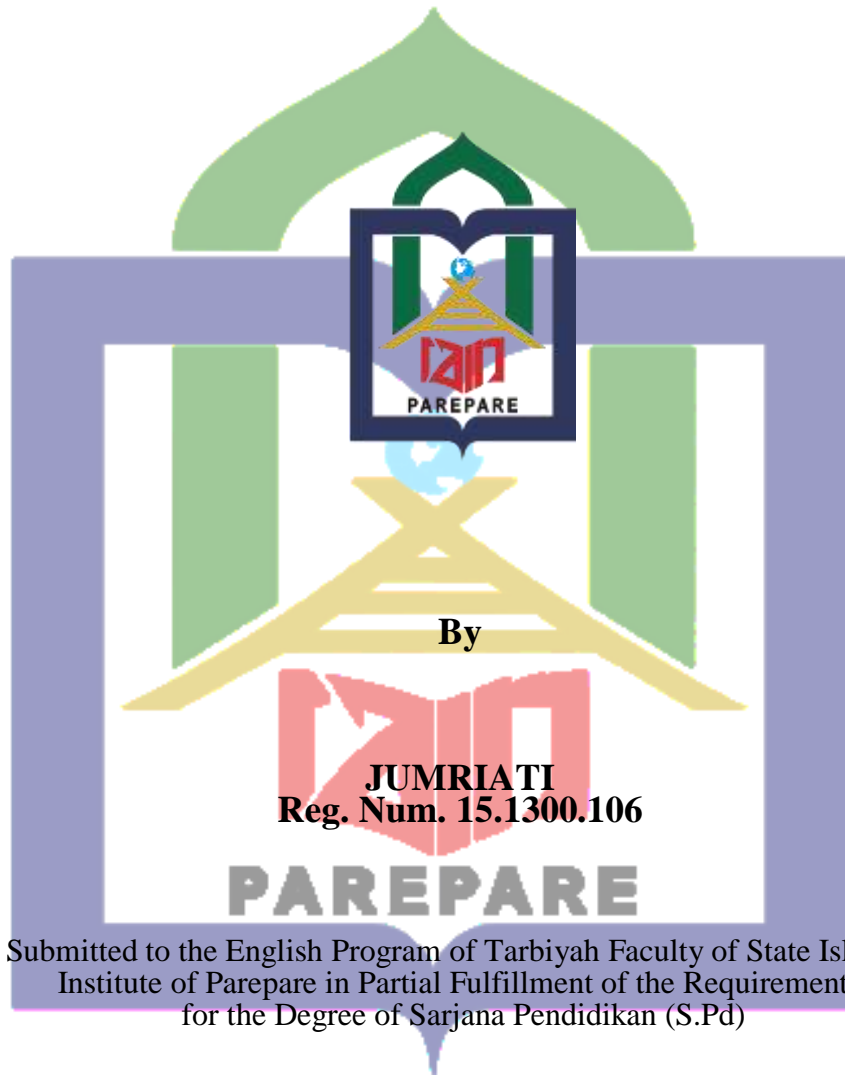 iain
PAREPARE
By
JUMRIATI
Reg. Num. 15.1300.106
PAREPARE
Submitted to the English Program of Tarbiyah Faculty of State
Institute of Parepare in Partial Fulfillment of the Requirement
for the Degree of Sarjana Pendidikan (S.Pd)